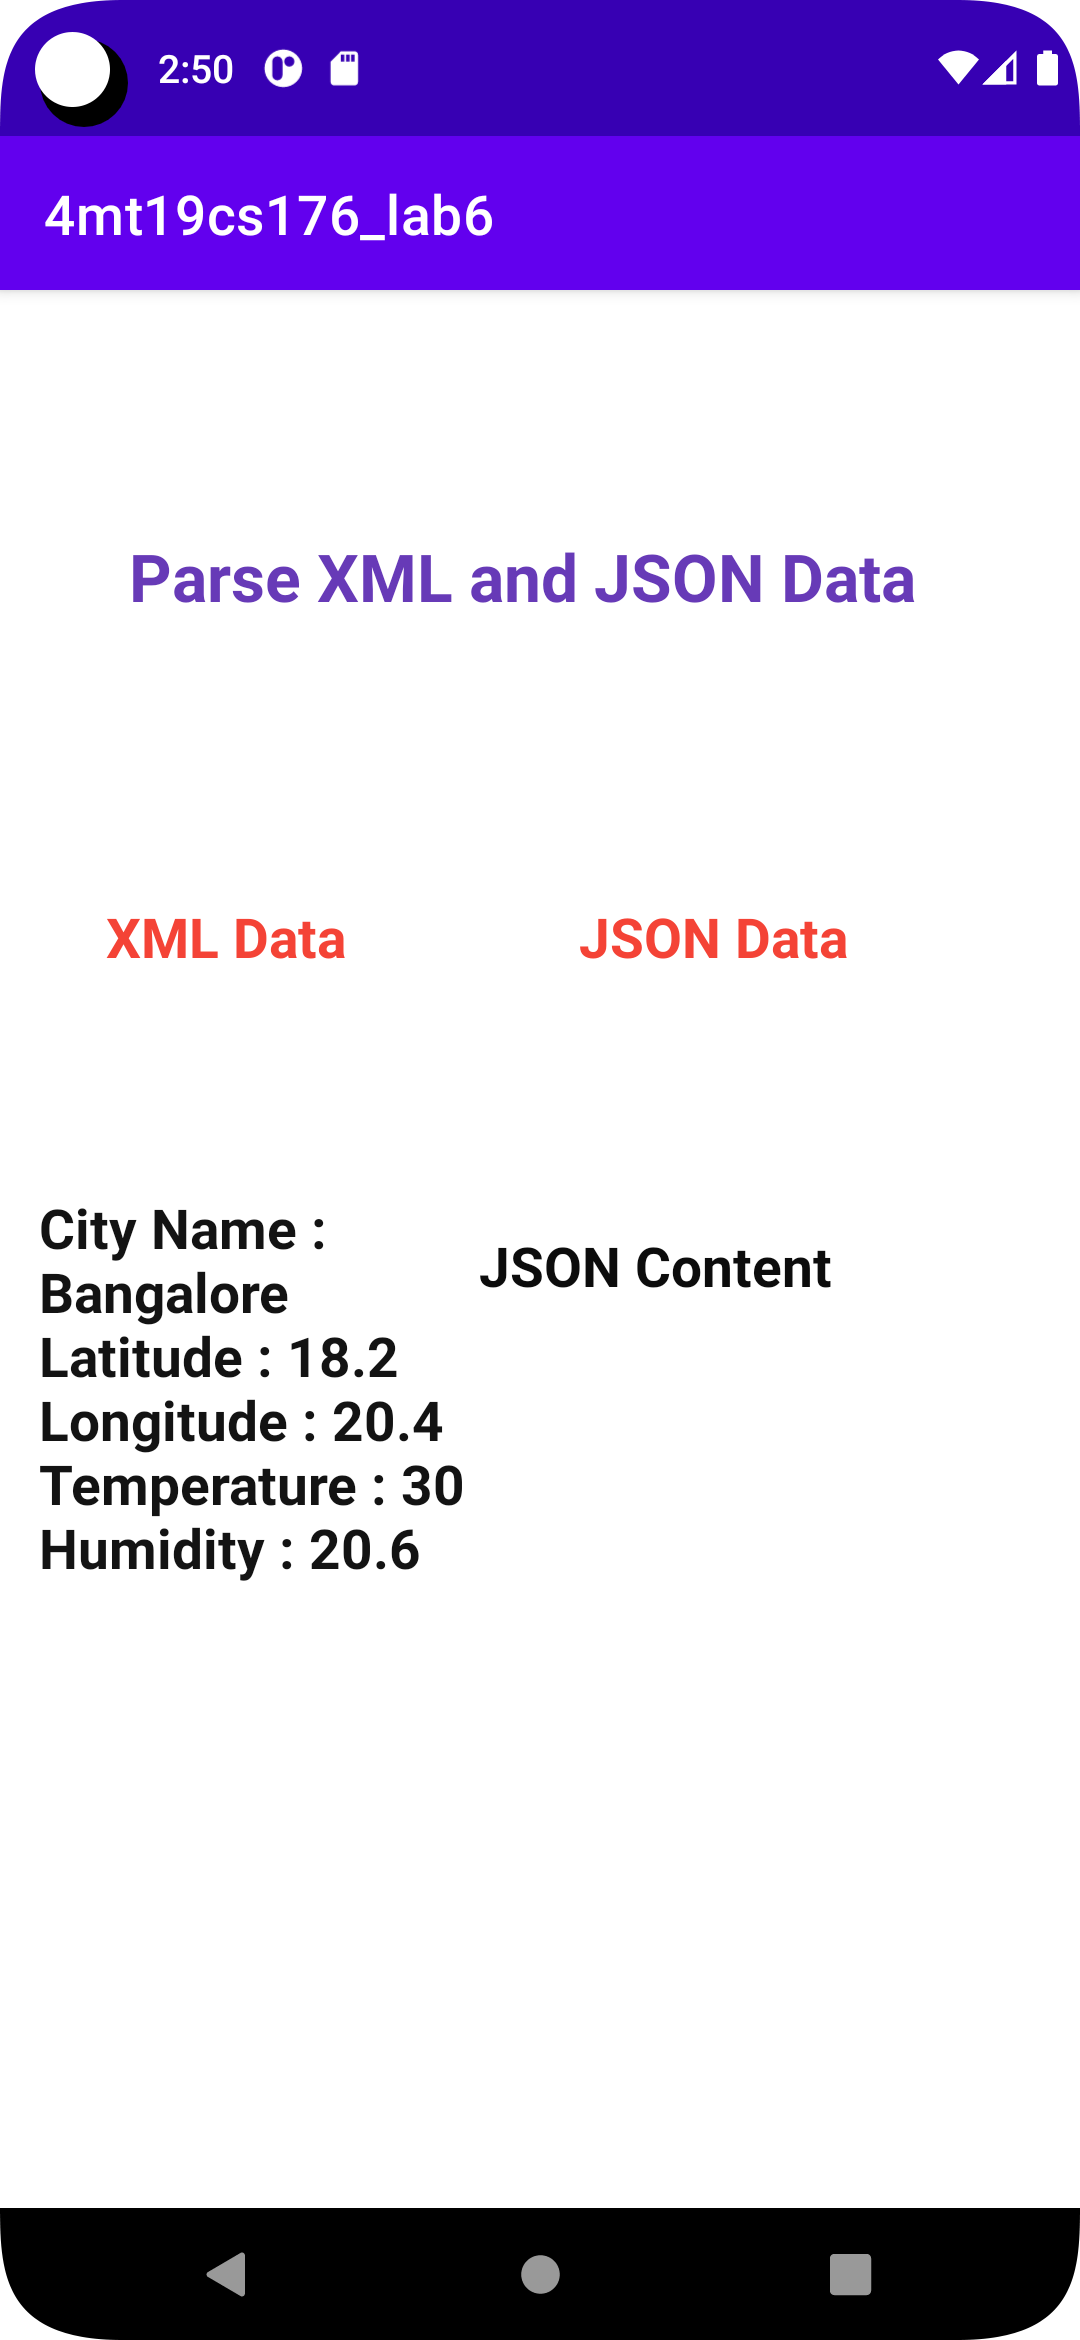 2:50
4mt19cs176_lab6
Parse XML and JSON Data
XML Data
JSON Data
City Name :
Bangalore
Latitude : 18.2
Longitude : 20.4
Temperature : 30
Humidity : 20.6
JSON Content